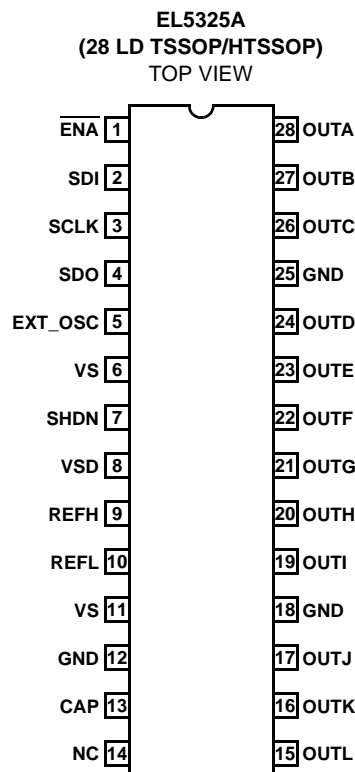 EL5325A
(28 LD TSSOP/HTSSOP)
TOP VIEW
ENA 1 28 OUTA
SDI 2 27 OUTB
SCLK 3 26 OUTC
SDO 4 25 GND
EXT_OSC 5 24 OUTD
VS 6 23 OUTE
SHDN 7 22 OUTF
VSD 8 21 OUTG
REFH 9 20 OUTH
REFL 10 19 OUTI
VS 11 18 GND
GND 12 17 OUTJ
CAP 13 16 OUTK
NC 14 15 OUTL